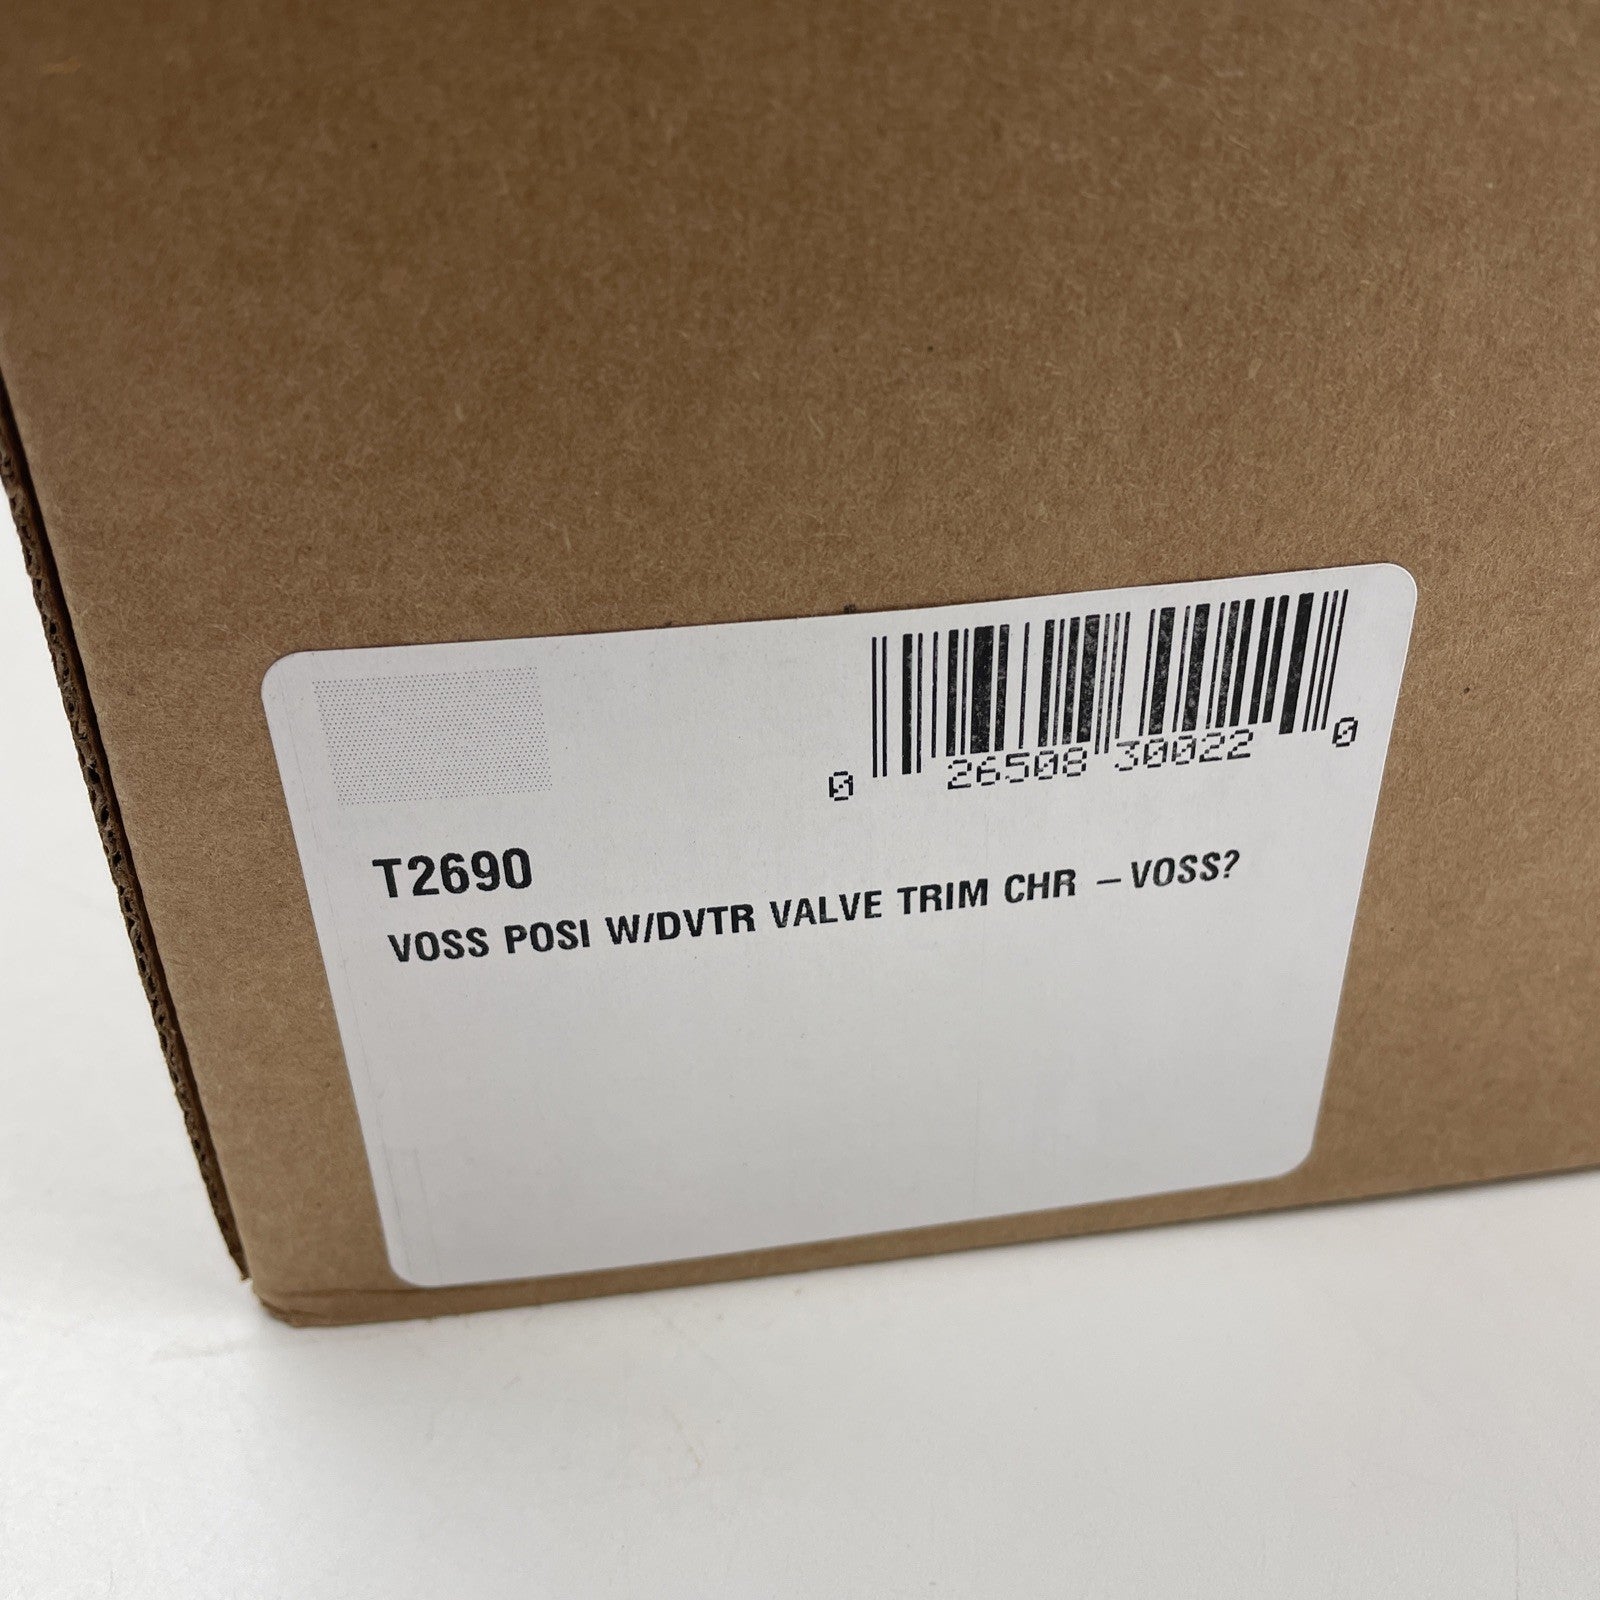 0 26508 30022 0
T2690
VOSS POSI W/DVTR VALVE TRIM CHR – VOSS?